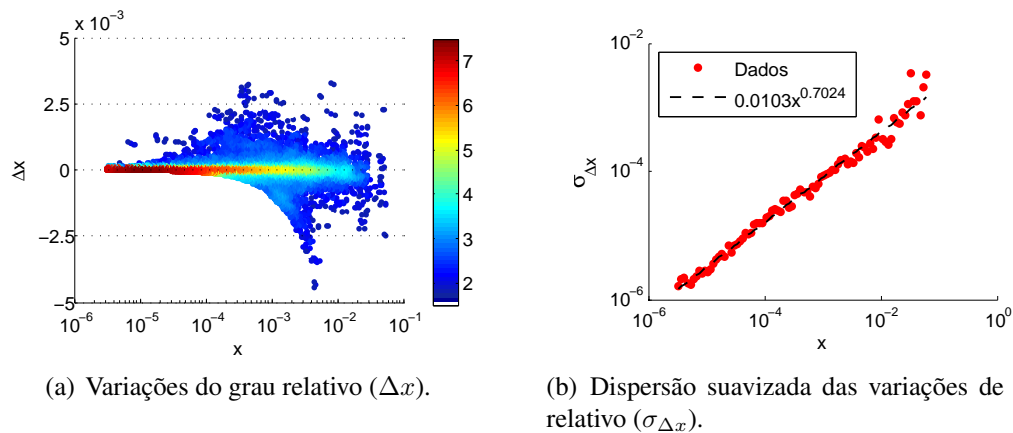 x 10^-3
5
2.5
0
−2.5
−5
Δx
10^-6 10^-5 10^-4 10^-3 10^-2 10^-1
x
7
6
5
4
3
2
(a) Variações do grau relativo (Δx).
10^-2
10^-4
10^-6
σ_Δx
Dados
0.0103x^0.7024
10^-6 10^-4 10^-2 10^0
x
(b) Dispersão suavizada das variações de
relativo (σ_Δx).